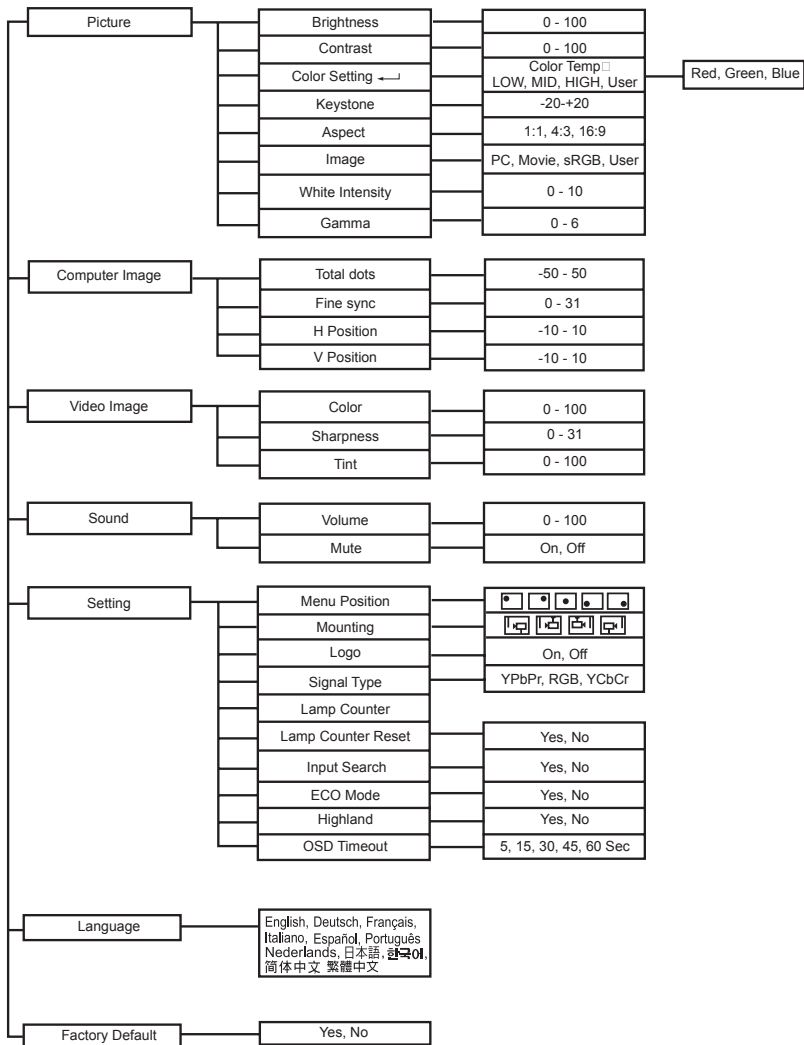 Picture
Brightness
0 - 100
Contrast
0 - 100
Color Setting
Color Temp
LOW, MID, HIGH, User
Red, Green, Blue
Keystone
-20-+20
Aspect
1:1, 4:3, 16:9
Image
PC, Movie, sRGB, User
White Intensity
0 - 10
Gamma
0 - 6
Computer Image
Total dots
-50 - 50
Fine sync
0 - 31
H Position
-10 - 10
V Position
-10 - 10
Video Image
Color
0 - 100
Sharpness
0 - 31
Tint
0 - 100
Sound
Volume
0 - 100
Mute
On, Off
Setting
Menu Position
Mounting
Logo
On, Off
Signal Type
YPbPr, RGB, YCbCr
Lamp Counter
Lamp Counter Reset
Yes, No
Input Search
Yes, No
ECO Mode
Yes, No
Highland
Yes, No
OSD Timeout
5, 15, 30, 45, 60 Sec
Language
English, Deutsch, Français,
Italiano, Español, Português
Nederlands, 日本語, 한국어,
简体中文 繁體中文
Factory Default
Yes, No